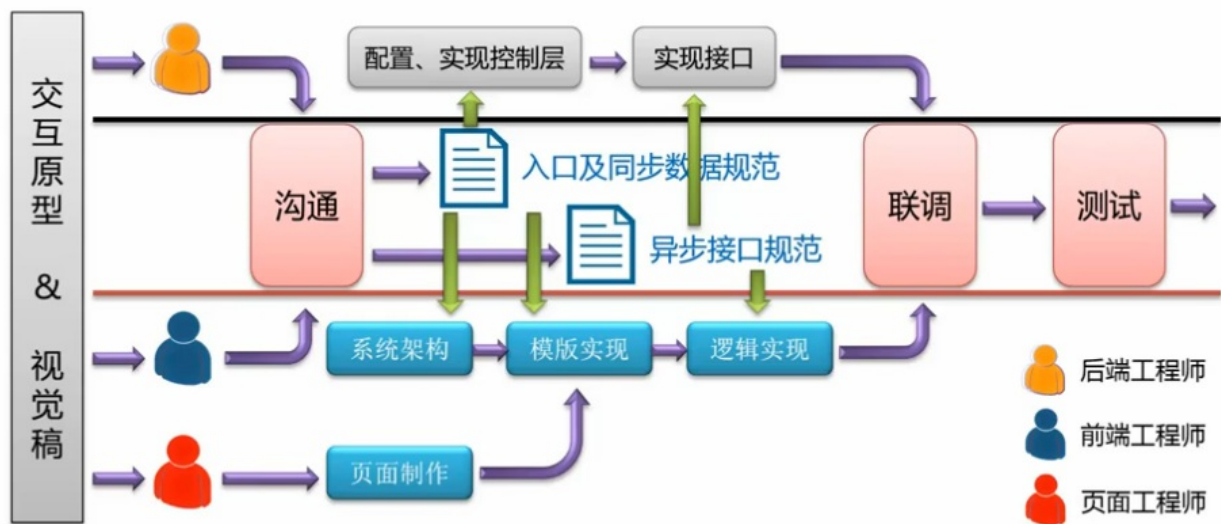 交互原型 & 视觉稿
配置、实现控制层
实现接口
沟通
入口及同步数据规范
异步接口规范
联调
测试
系统架构
模版实现
逻辑实现
页面制作
后端工程师
前端工程师
页面工程师